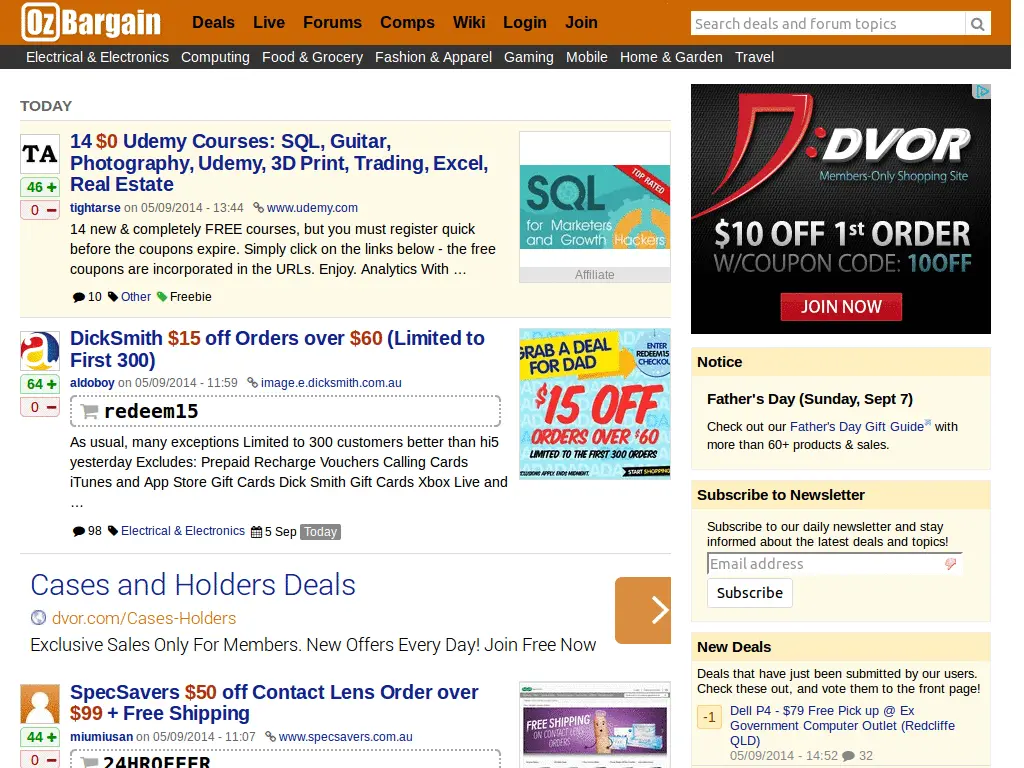 OzBargain
Deals Live Forums Comps Wiki Login Join
Search deals and forum topics
Electrical & Electronics Computing Food & Grocery Fashion & Apparel Gaming Mobile Home & Garden Travel
TODAY
TA
46 +
0 −
14 $0 Udemy Courses: SQL, Guitar,
Photography, Udemy, 3D Print, Trading, Excel,
Real Estate
tightarse on 05/09/2014 - 13:44 www.udemy.com
14 new & completely FREE courses, but you must register quick
before the coupons expire. Simply click on the links below - the free
coupons are incorporated in the URLs. Enjoy. Analytics With …
10 Other Freebie
TOP RATED
SQL
for Marketers
and Growth Hackers
Affiliate
64 +
0 −
DickSmith $15 off Orders over $60 (Limited to
First 300)
aldoboy on 05/09/2014 - 11:59 image.e.dicksmith.com.au
redeem15
As usual, many exceptions Limited to 300 customers better than hi5
yesterday Excludes: Prepaid Recharge Vouchers Calling Cards
iTunes and App Store Gift Cards Dick Smith Gift Cards Xbox Live and
…
98 Electrical & Electronics 5 Sep Today
GRAB A DEAL
FOR DAD
ENTER
REDEEM15
CHECKOU
$15 OFF
ORDERS OVER $60
LIMITED TO THE FIRST 300 ORDERS
APPLY. ENDS MIDNIGHT.
START SHOPPING
Cases and Holders Deals
dvor.com/Cases-Holders
Exclusive Sales Only For Members. New Offers Every Day! Join Free Now
44 +
0 −
SpecSavers $50 off Contact Lens Order over
$99 + Free Shipping
miumiusan on 05/09/2014 - 11:07 www.specsavers.com.au
24HROFFER
FREE SHIPPING
ON CONTACT LENS
ORDERS
D:DVOR
Members-Only Shopping Site
$10 OFF 1st ORDER
W/COUPON CODE: 10OFF
JOIN NOW
Notice
Father's Day (Sunday, Sept 7)
Check out our Father's Day Gift Guide with
more than 60+ products & sales.
Subscribe to Newsletter
Subscribe to our daily newsletter and stay
informed about the latest deals and topics!
Email address
Subscribe
New Deals
Deals that have just been submitted by our users.
Check these out, and vote them to the front page!
-1
Dell P4 - $79 Free Pick up @ Ex
Government Computer Outlet (Redcliffe
QLD)
05/09/2014 - 14:52 32